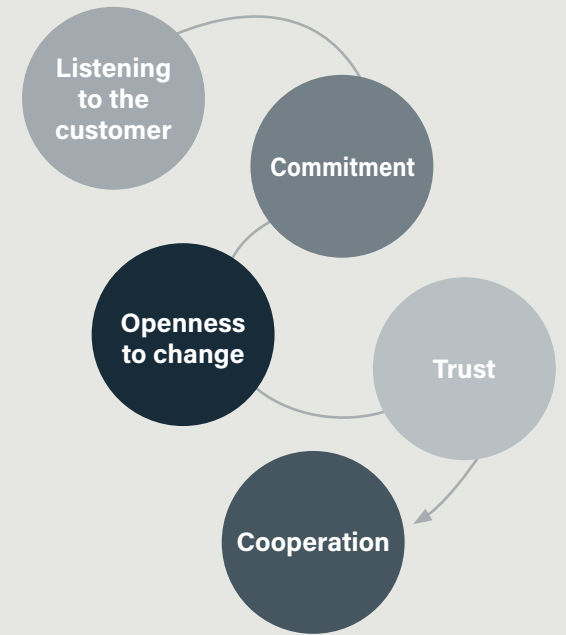 Listening
to the
customer
Commitment
Openness
to change
Trust
Cooperation